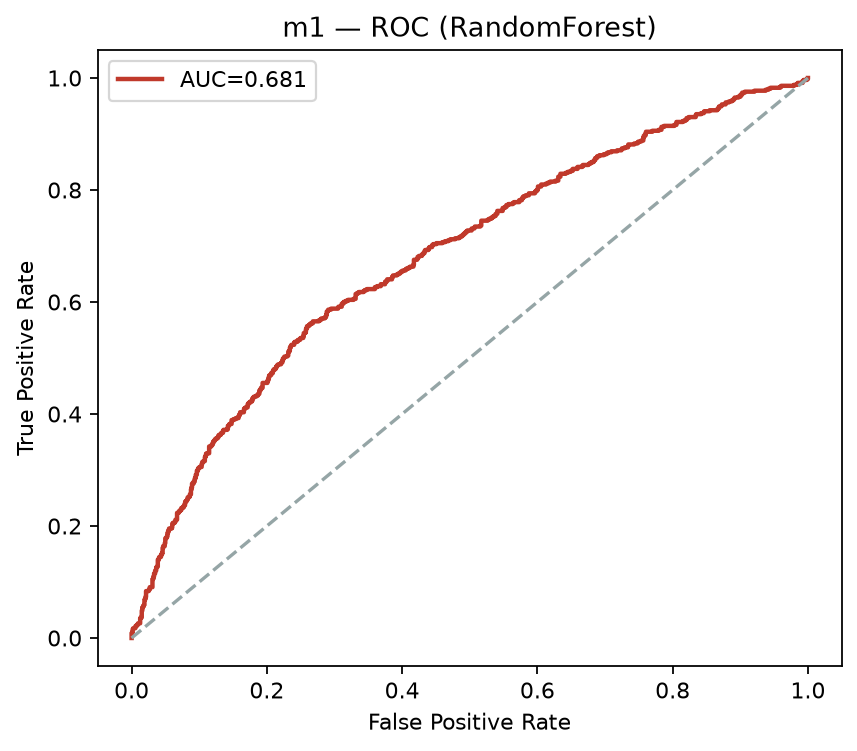 m1 — ROC (RandomForest)
AUC=0.681
True Positive Rate
1.0
0.8
0.6
0.4
0.2
0.0
0.0 0.2 0.4 0.6 0.8 1.0
False Positive Rate